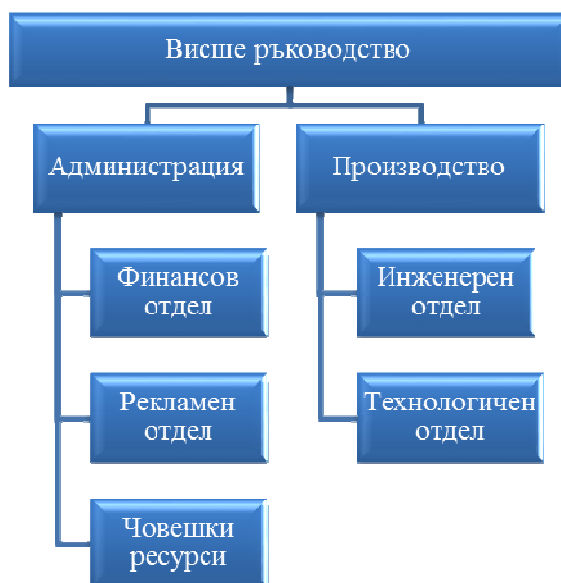 Висше ръководство
Администрация
Производство
Финансов
отдел
Рекламен
отдел
Човешки
ресурси
Инженерен
отдел
Технологичен
отдел